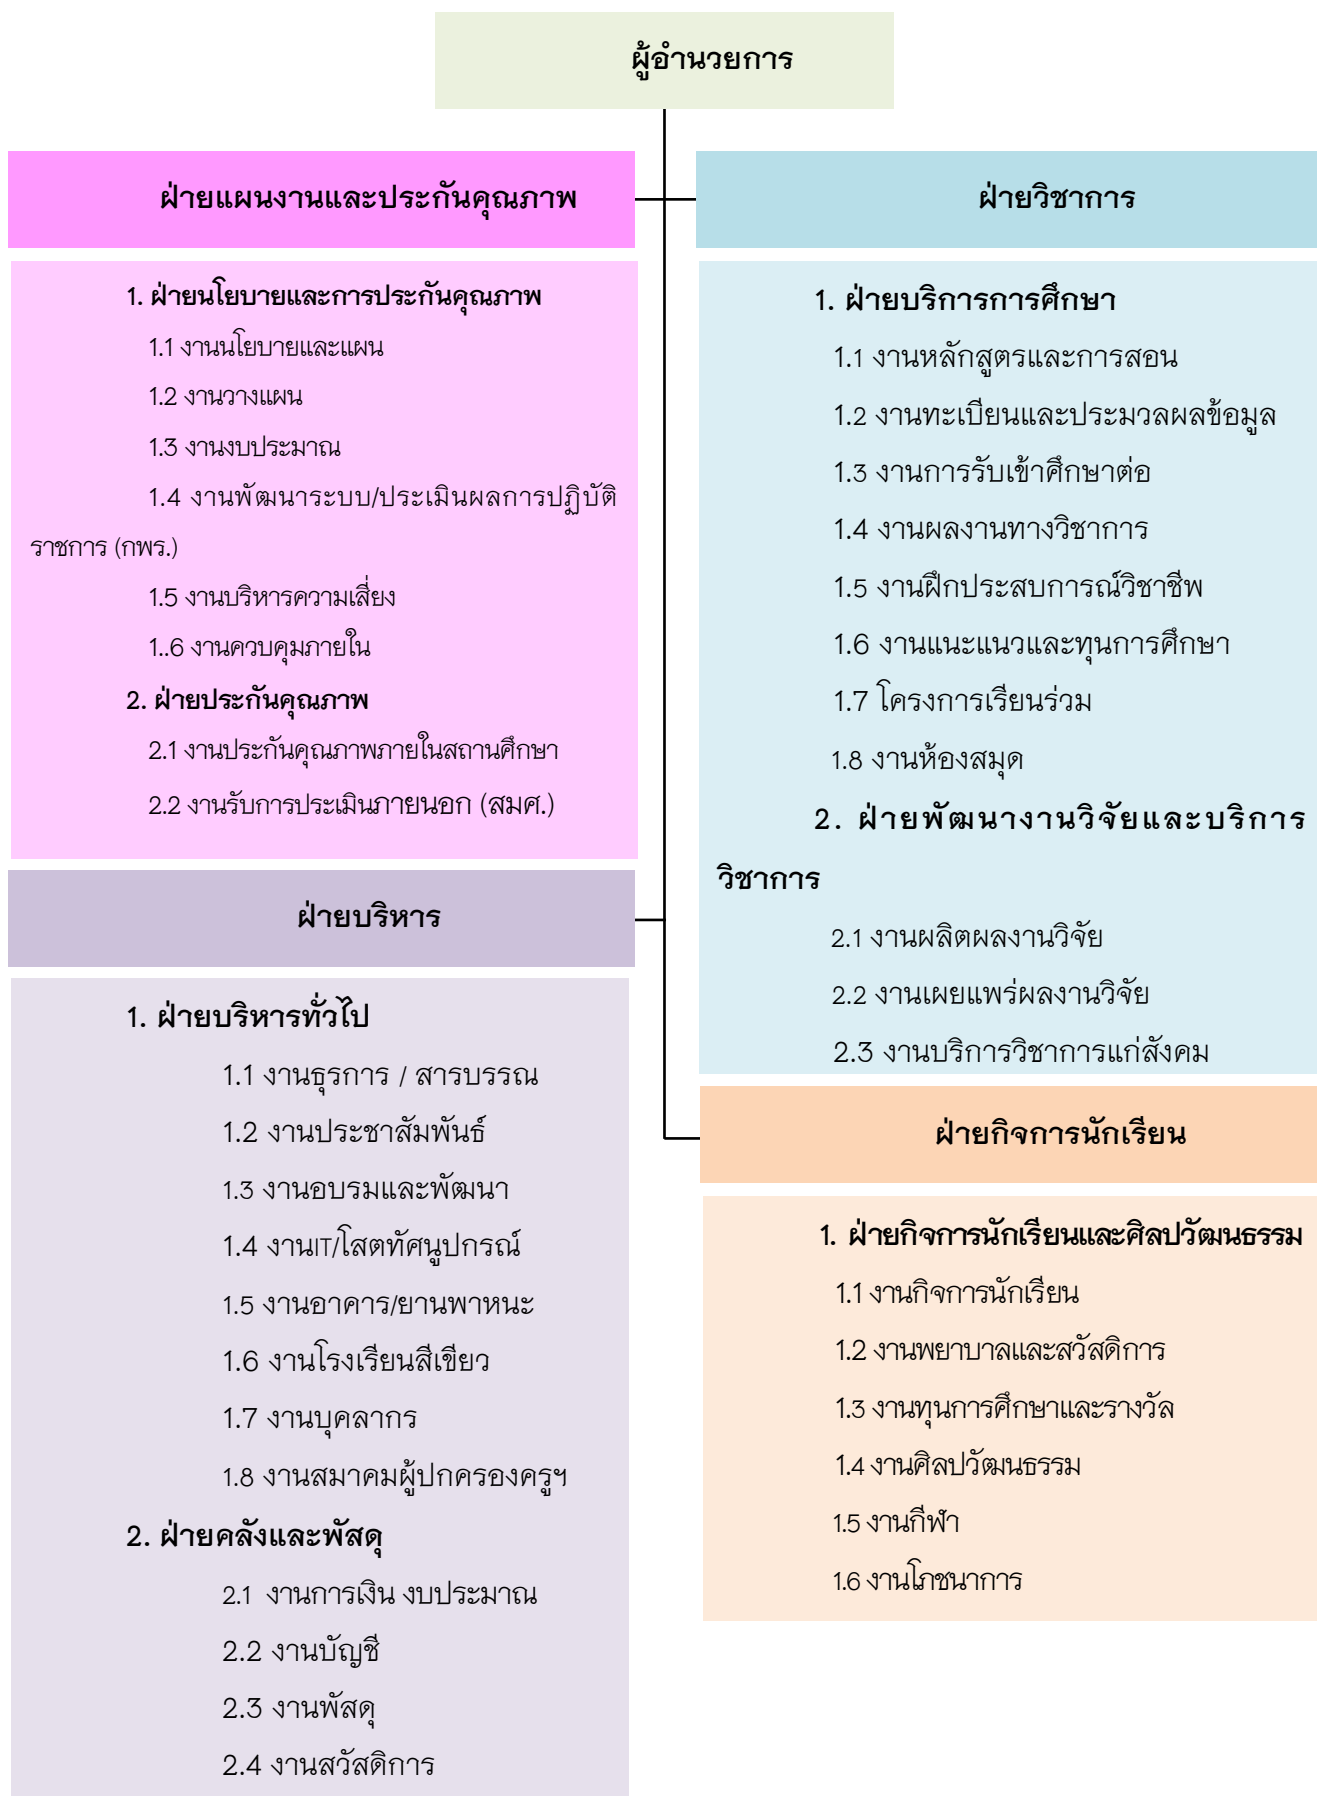 ผู้อำนวยการ
ฝ่ายแผนงานและประกันคุณภาพ
1. ฝ่ายนโยบายและการประกันคุณภาพ
1.1 งานนโยบายและแผน
1.2 งานวางแผน
1.3 งานงบประมาณ
1.4 งานพัฒนาระบบ/ประเมินผลการปฏิบัติ
ราชการ (กพร.)
1.5 งานบริหารความเสี่ยง
1..6 งานควบคุมภายใน
2. ฝ่ายประกันคุณภาพ
2.1 งานประกันคุณภาพภายในสถานศึกษา
2.2 งานรับการประเมินภายนอก (สมศ.)
ฝ่ายวิชาการ
1. ฝ่ายบริการการศึกษา
1.1 งานหลักสูตรและการสอน
1.2 งานทะเบียนและประมวลผลข้อมูล
1.3 งานการรับเข้าศึกษาต่อ
1.4 งานผลงานทางวิชาการ
1.5 งานฝึกประสบการณ์วิชาชีพ
1.6 งานแนะแนวและทุนการศึกษา
1.7 โครงการเรียนร่วม
1.8 งานห้องสมุด
2. ฝ่ายพัฒนางานวิจัยและบริการ
วิชาการ
2.1 งานผลิตผลงานวิจัย
2.2 งานเผยแพร่ผลงานวิจัย
2.3 งานบริการวิชาการแก่สังคม
ฝ่ายบริหาร
1. ฝ่ายบริหารทั่วไป
1.1 งานธุรการ / สารบรรณ
1.2 งานประชาสัมพันธ์
1.3 งานอบรมและพัฒนา
1.4 งานIT/โสตทัศนูปกรณ์
1.5 งานอาคาร/ยานพาหนะ
1.6 งานโรงเรียนสีเขียว
1.7 งานบุคลากร
1.8 งานสมาคมผู้ปกครองครูฯ
2. ฝ่ายคลังและพัสดุ
2.1 งานการเงิน งบประมาณ
2.2 งานบัญชี
2.3 งานพัสดุ
2.4 งานสวัสดิการ
ฝ่ายกิจการนักเรียน
1. ฝ่ายกิจการนักเรียนและศิลปวัฒนธรรม
1.1 งานกิจการนักเรียน
1.2 งานพยาบาลและสวัสดิการ
1.3 งานทุนการศึกษาและรางวัล
1.4 งานศิลปวัฒนธรรม
1.5 งานกีฬา
1.6 งานโภชนาการ